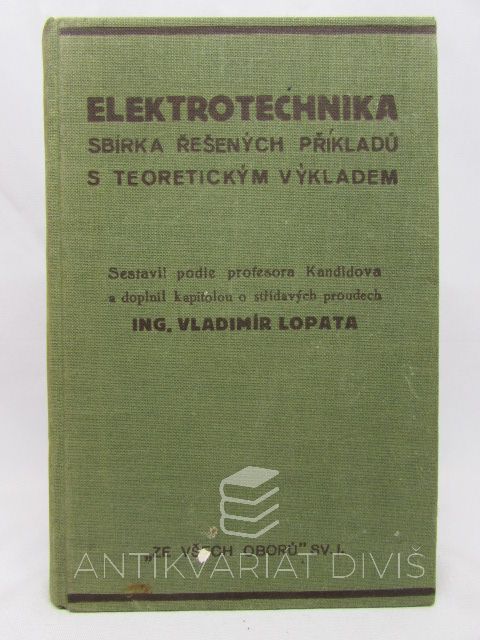 ELEKTROTECHNIKA
SBÍRKA ŘEŠENÝCH PŘÍKLADŮ
S TEORETICKÝM VÝKLADEM
Sestavil podle profesora Kandidova
a doplnil kapitolou o střídavých proudech
ING. VLADIMÍR LOPATA
„ZE VŠECH OBORŮ” SV. I.
ANTIKVARIÁT DIVIŠ